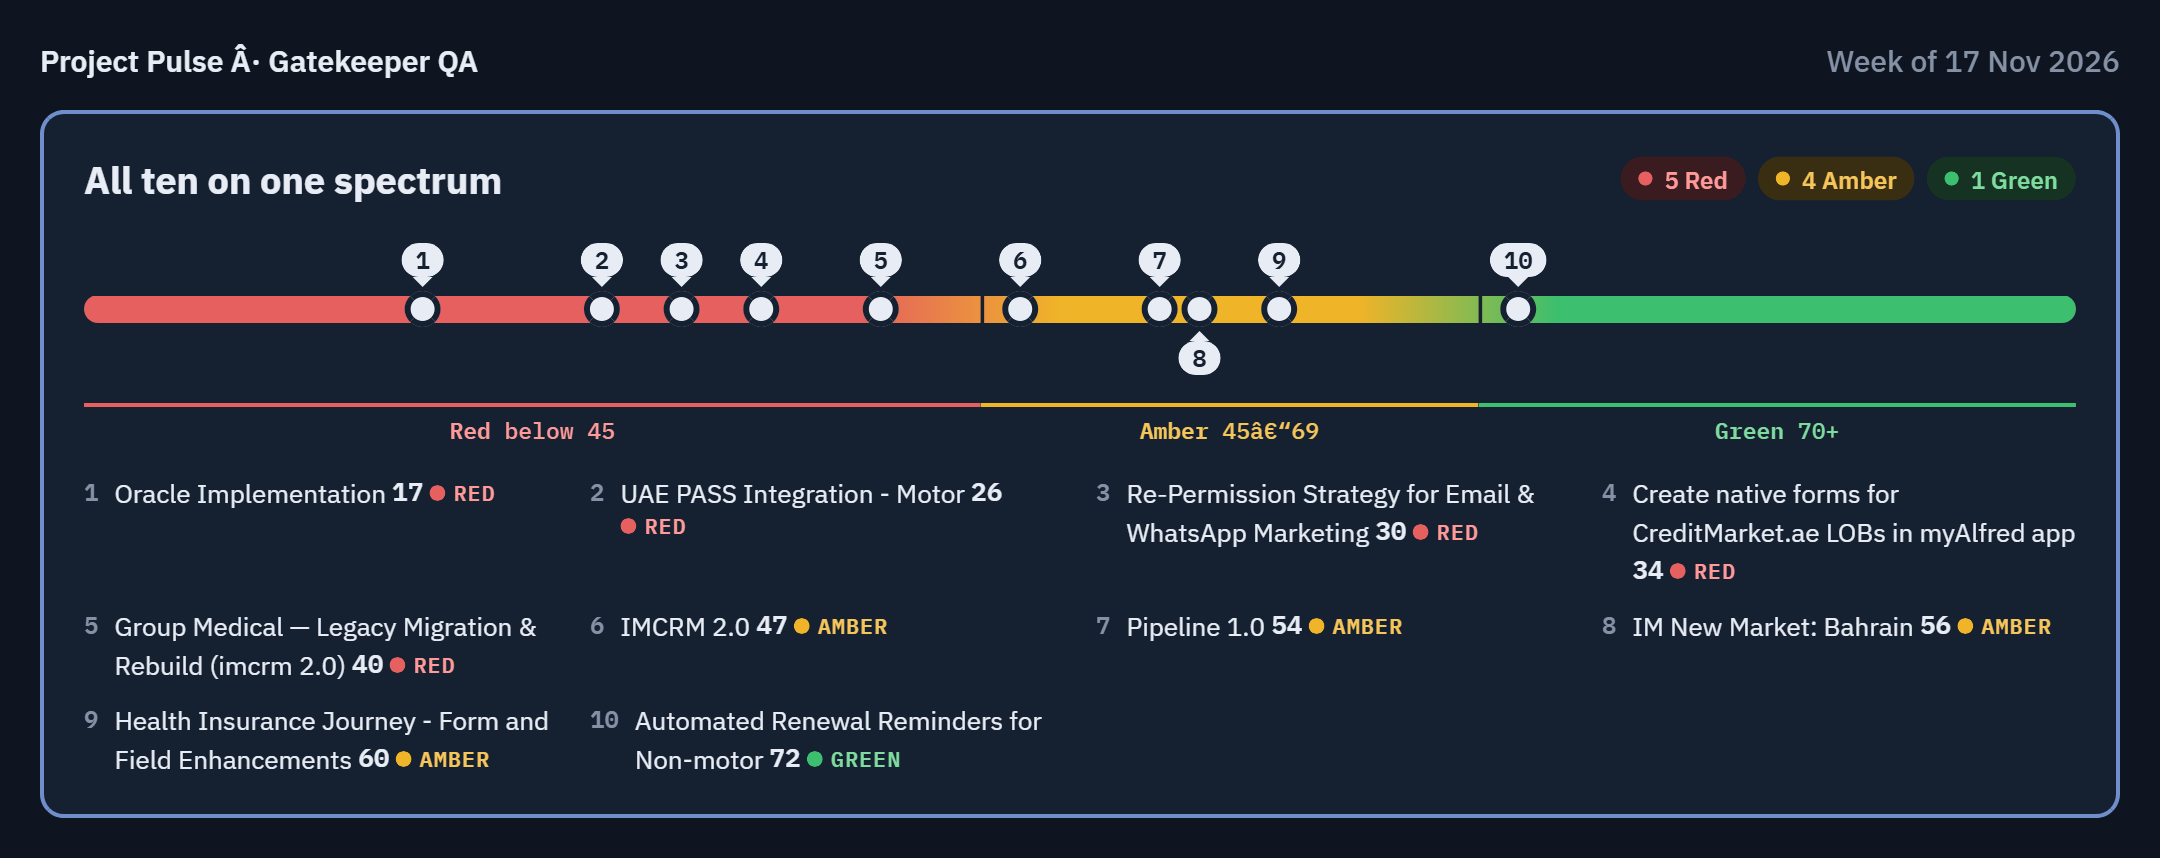 Project Pulse Â· Gatekeeper QA
Week of 17 Nov 2026
All ten on one spectrum
5 Red
4 Amber
1 Green
1
2
3
4
5
6
7
9
10
8
Red below 45
Amber 45â€“69
Green 70+
1 Oracle Implementation 17 RED
2 UAE PASS Integration - Motor 26
RED
3 Re-Permission Strategy for Email &
WhatsApp Marketing 30 RED
4 Create native forms for
CreditMarket.ae LOBs in myAlfred app
34 RED
5 Group Medical — Legacy Migration &
Rebuild (imcrm 2.0) 40 RED
6 IMCRM 2.0 47 AMBER
7 Pipeline 1.0 54 AMBER
8 IM New Market: Bahrain 56 AMBER
9 Health Insurance Journey - Form and
Field Enhancements 60 AMBER
10 Automated Renewal Reminders for
Non-motor 72 GREEN